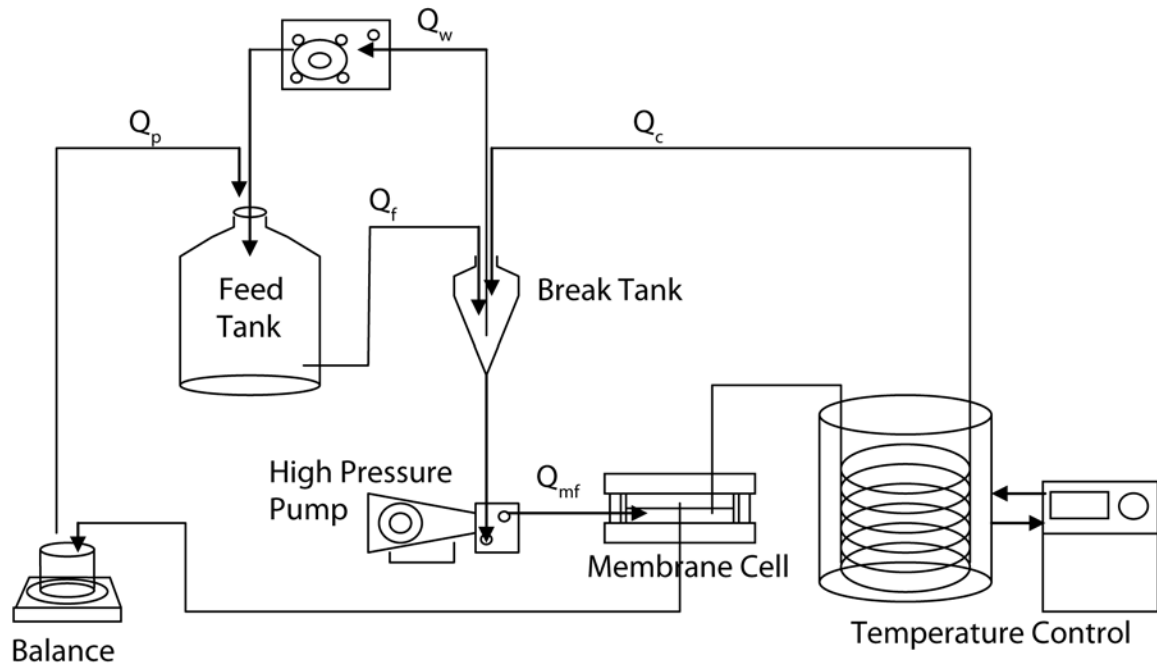 Q_w
Q_p
Q_c
Q_f
Feed
Tank
Break Tank
High Pressure
Pump
Q_mf
Membrane Cell
Temperature Control
Balance